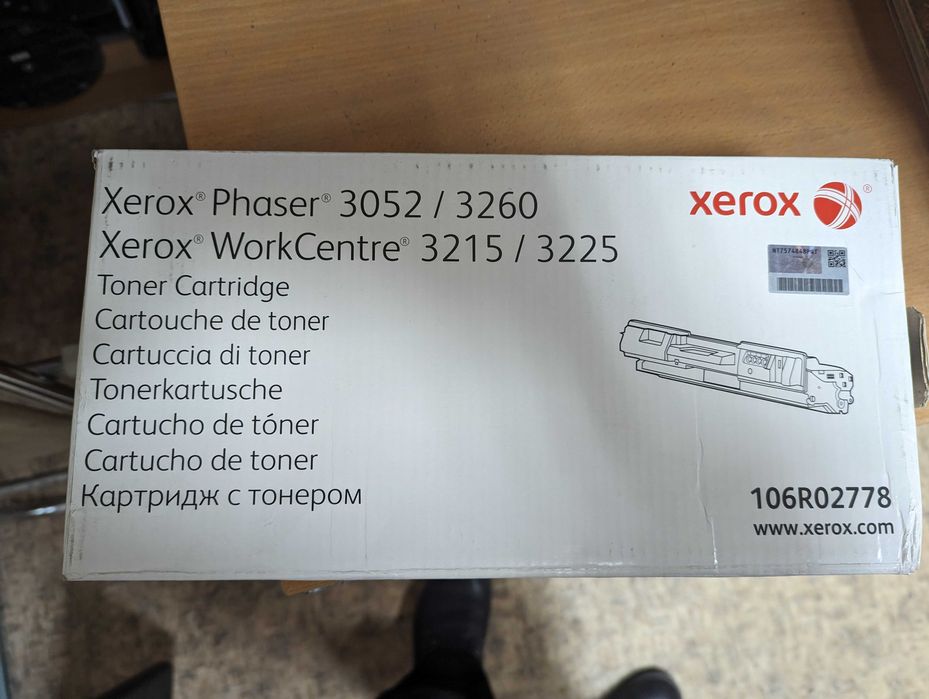 Xerox® Phaser® 3052 / 3260
Xerox® WorkCentre® 3215 / 3225
Toner Cartridge
Cartouche de toner
Cartuccia di toner
Tonerkartusche
Cartucho de tóner
Cartucho de toner
Картридж с тонером
xerox®
106R02778
www.xerox.com